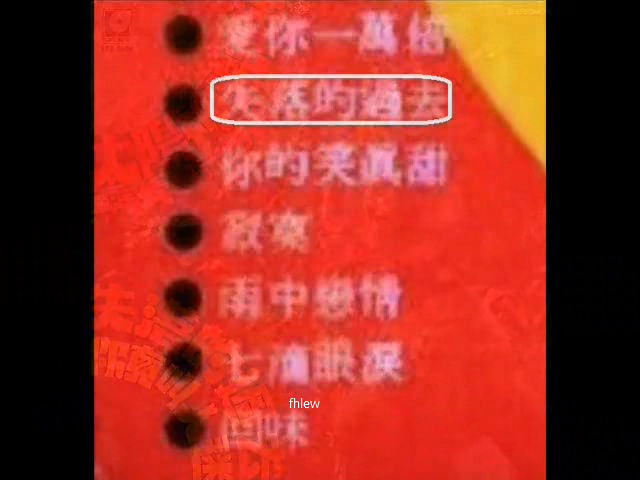 愛你一萬倍
失落的過去
你的笑真甜
寂寞
雨中戀情
七滴眼淚
fhlew
回味